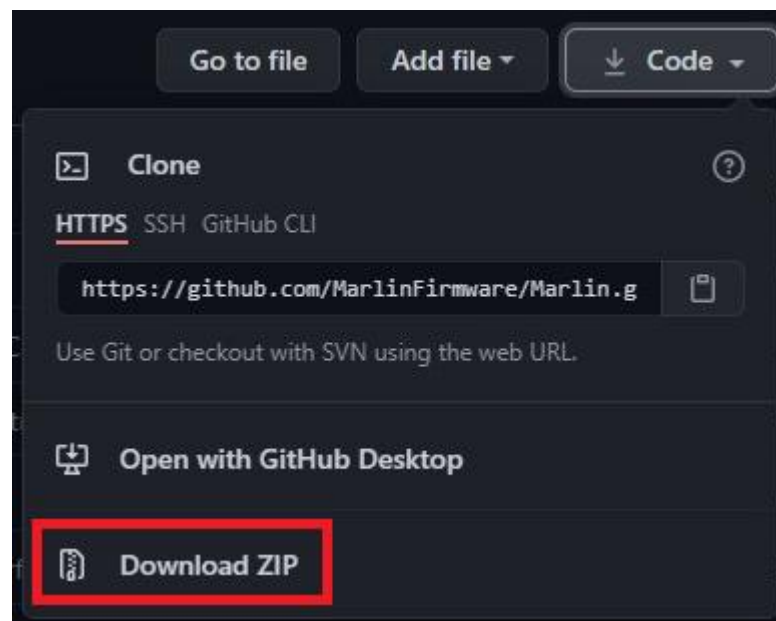 Go to file Add file Code
Clone
HTTPS SSH GitHub CLI
https://github.com/MarlinFirmware/Marlin.g
Use Git or checkout with SVN using the web URL.
Open with GitHub Desktop
Download ZIP